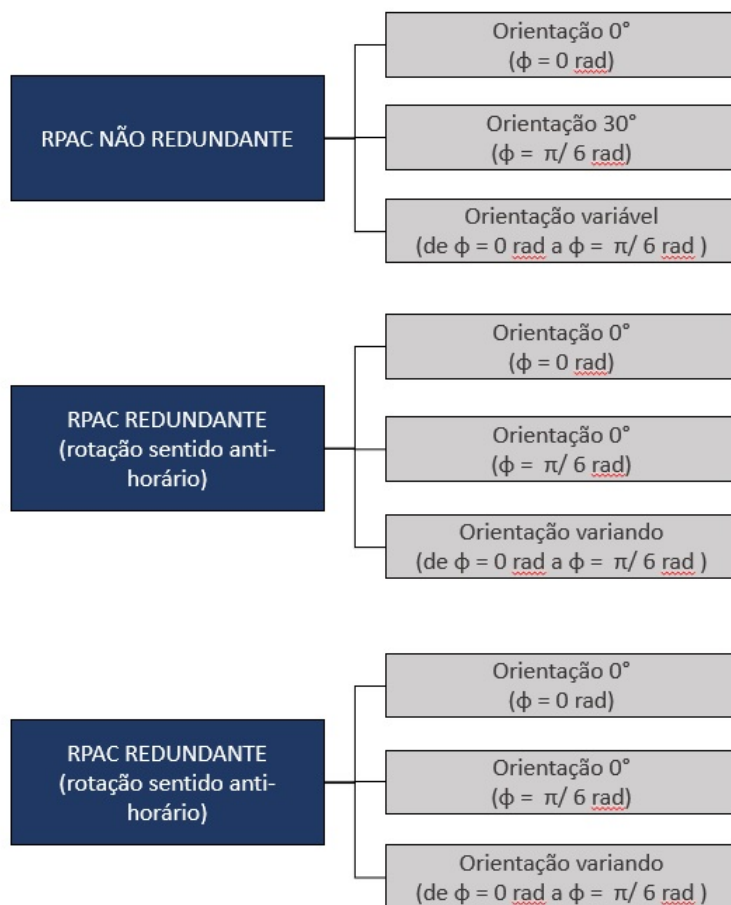 Orientação 0°
(ϕ = 0 rad)
RPAC NÃO REDUNDANTE
Orientação 30°
(ϕ = π/ 6 rad)
Orientação variável
(de ϕ = 0 rad a ϕ = π/ 6 rad )
Orientação 0°
(ϕ = 0 rad)
RPAC REDUNDANTE
(rotação sentido anti-
horário)
Orientação 0°
(ϕ = π/ 6 rad)
Orientação variando
(de ϕ = 0 rad a ϕ = π/ 6 rad )
Orientação 0°
(ϕ = 0 rad)
RPAC REDUNDANTE
(rotação sentido anti-
horário)
Orientação 0°
(ϕ = π/ 6 rad)
Orientação variando
(de ϕ = 0 rad a ϕ = π/ 6 rad )